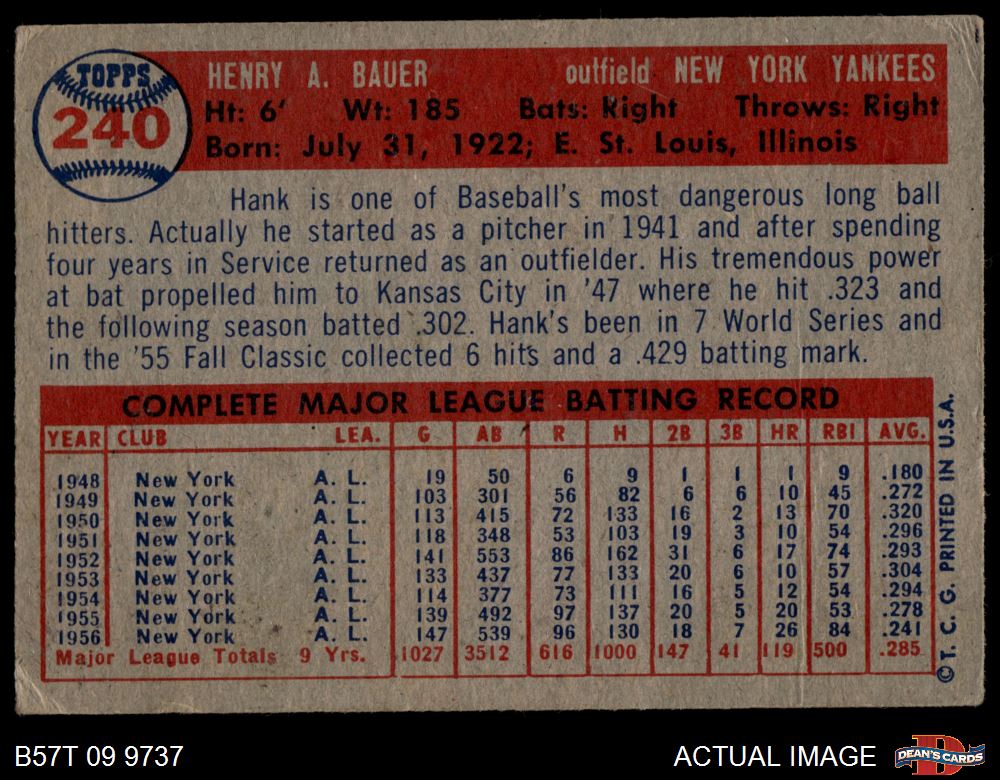 TOPPS
240
HENRY A. BAUER outfield NEW YORK YANKEES
Ht: 6' Wt: 185 Bats: Right Throws: Right
Born: July 31, 1922; E. St. Louis, Illinois
Hank is one of Baseball's most dangerous long ball
hitters. Actually he started as a pitcher in 1941 and after spending
four years in Service returned as an outfielder. His tremendous power
at bat propelled him to Kansas City in '47 where he hit .323 and
the following season batted .302. Hank's been in 7 World Series and
in the '55 Fall Classic collected 6 hits and a .429 batting mark.
COMPLETE MAJOR LEAGUE BATTING RECORD
YEAR CLUB LEA. G AB R H 2B 3B HR RBI AVG.
1948 New York A. L. 19 50 6 9 1 1 1 9 .180
1949 New York A. L. 103 301 56 82 6 6 10 45 .272
1950 New York A. L. 113 415 72 133 16 2 13 70 .320
1951 New York A. L. 118 348 53 103 19 3 10 54 .296
1952 New York A. L. 141 553 86 162 31 6 17 74 .293
1953 New York A. L. 133 437 77 133 20 6 10 57 .304
1954 New York A. L. 114 377 73 111 16 5 12 54 .294
1955 New York A. L. 139 492 97 137 20 5 20 53 .278
1956 New York A. L. 147 539 96 130 18 7 26 84 .241
Major League Totals 9 Yrs. 1027 3512 616 1000 147 41 119 500 .285
© T. C. G. PRINTED IN U.S.A.
B57T 09 9737 ACTUAL IMAGE DEAN'S CARDS